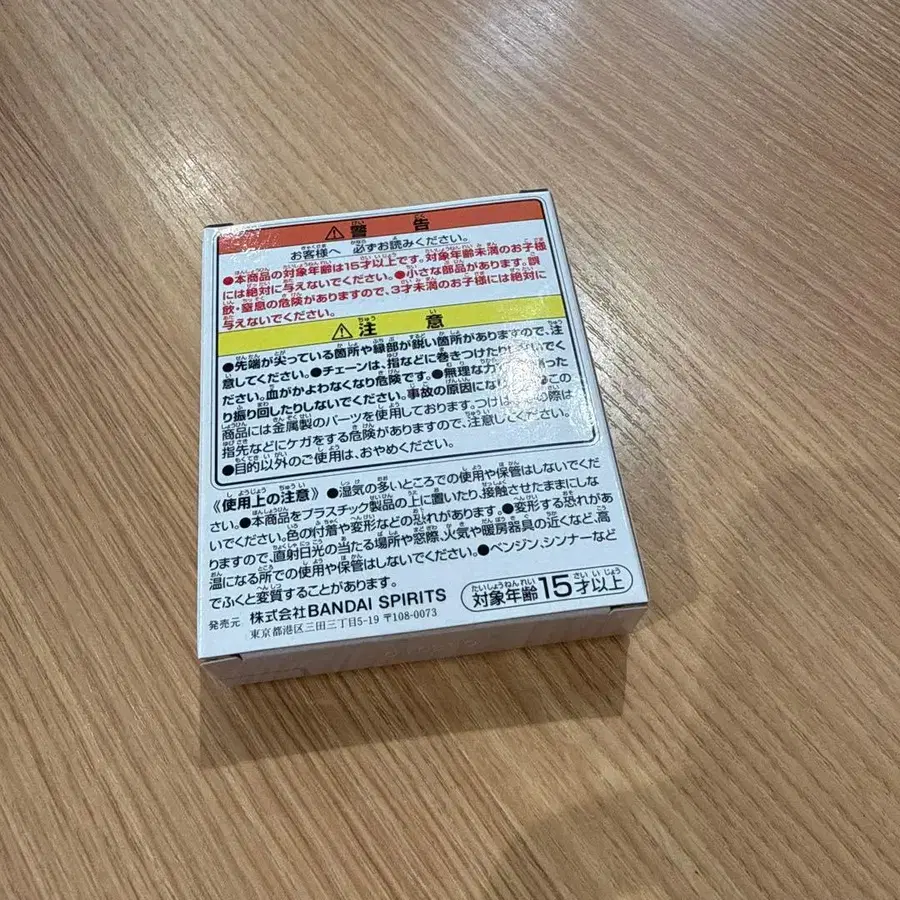 警告
お客様へ 必ずお読みください。
●本商品の対象年齢は15才以上です。対象年齢未満のお子様
には絶対に与えないでください。●小さな部品があります。誤
飲・窒息の危険がありますので、3才未満のお子様には絶対に
与えないでください。
注意
●先端が尖っている箇所や縁部が鋭い箇所がありますので、注
意してください。●チェーンは、指などに巻きつけたり
ださい。血がかよわなくなり危険です。●無理な力
り振り回したりしないでください。事故の原因にな ●この
商品には金属製のパーツを使用しております。つけ の際は
指先などにケガをする危険がありますので、注意してください。
●目的以外のご使用は、おやめください。
《使用上の注意》●湿気の多いところでの使用や保管はしないでくだ
さい。●本商品をプラスチック製品の上に置いたり、接触させたままにしな
いでください。色の付着や変形などの恐れがあります。●変形する恐れがあ
りますので、直射日光の当たる場所や窓際、火気や暖房器具の近くなど、高
温になる所での使用や保管はしないでください。●ベンジン、シンナーなど
でふくと変質することがあります。
発売元 株式会社BANDAI SPIRITS
東京都港区三田三丁目5-19 〒108-0073
対象年齢15才以上